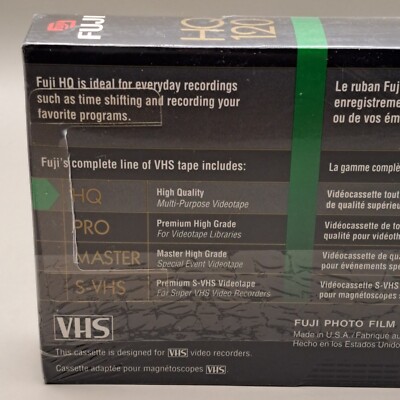 FUJI
HQ
120
Fuji HQ is ideal for everyday recordings
such as time shifting and recording your
favorite programs.
Fuji's complete line of VHS tape includes:
HQ
High Quality
Multi-Purpose Videotape
PRO
Premium High Grade
For Videotape Libraries
MASTER
Master High Grade
Special Event Videotape
S-VHS
Premium S-VHS Videotape
For Super VHS Video Recorders
VHS
This cassette is designed for VHS video recorders.
Cassette adaptée pour magnétoscopes VHS.
Le ruban Fuj
enregistreme
ou de vos ém
La gamme complè
Vidéocassette tout
de qualité supérieur
Vidéocassette de to
qualité pour vidéoth
Vidéocassette de
pour événements spé
Vidéocassette S-VHS
pour magnétoscopes
FUJI PHOTO FILM
Made in U.S.A./Fabriqué au
Hecho en los Estados Unidos